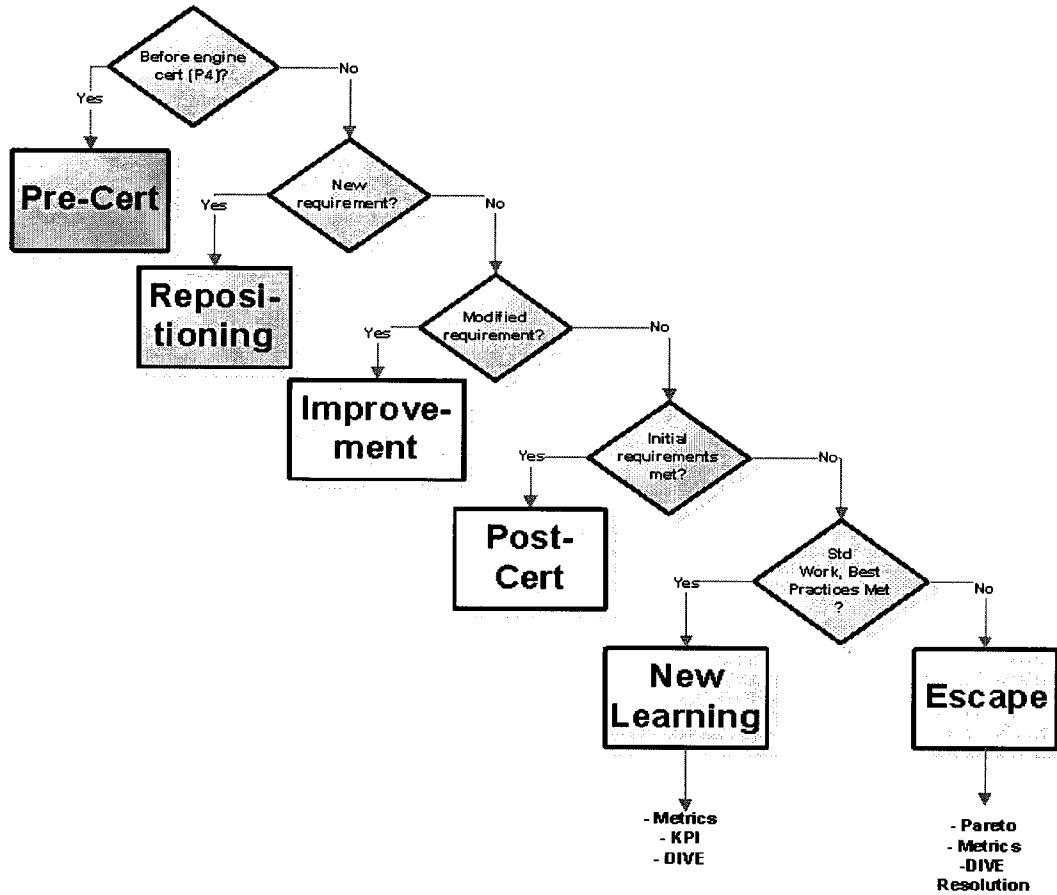 Before engine
cert (P4)?
Yes
No
Pre-Cert
New
requirement?
Yes
No
Reposi-
tioning
Modified
requirement?
Yes
No
Improve-
ment
Initial
requirements
met?
Yes
No
Post-
Cert
Std
Work, Best
Practices Met
?
Yes
No
New
Learning
Escape
- Metrics
- KPI
- DIVE
- Pareto
- Metrics
-DIVE
Resolution